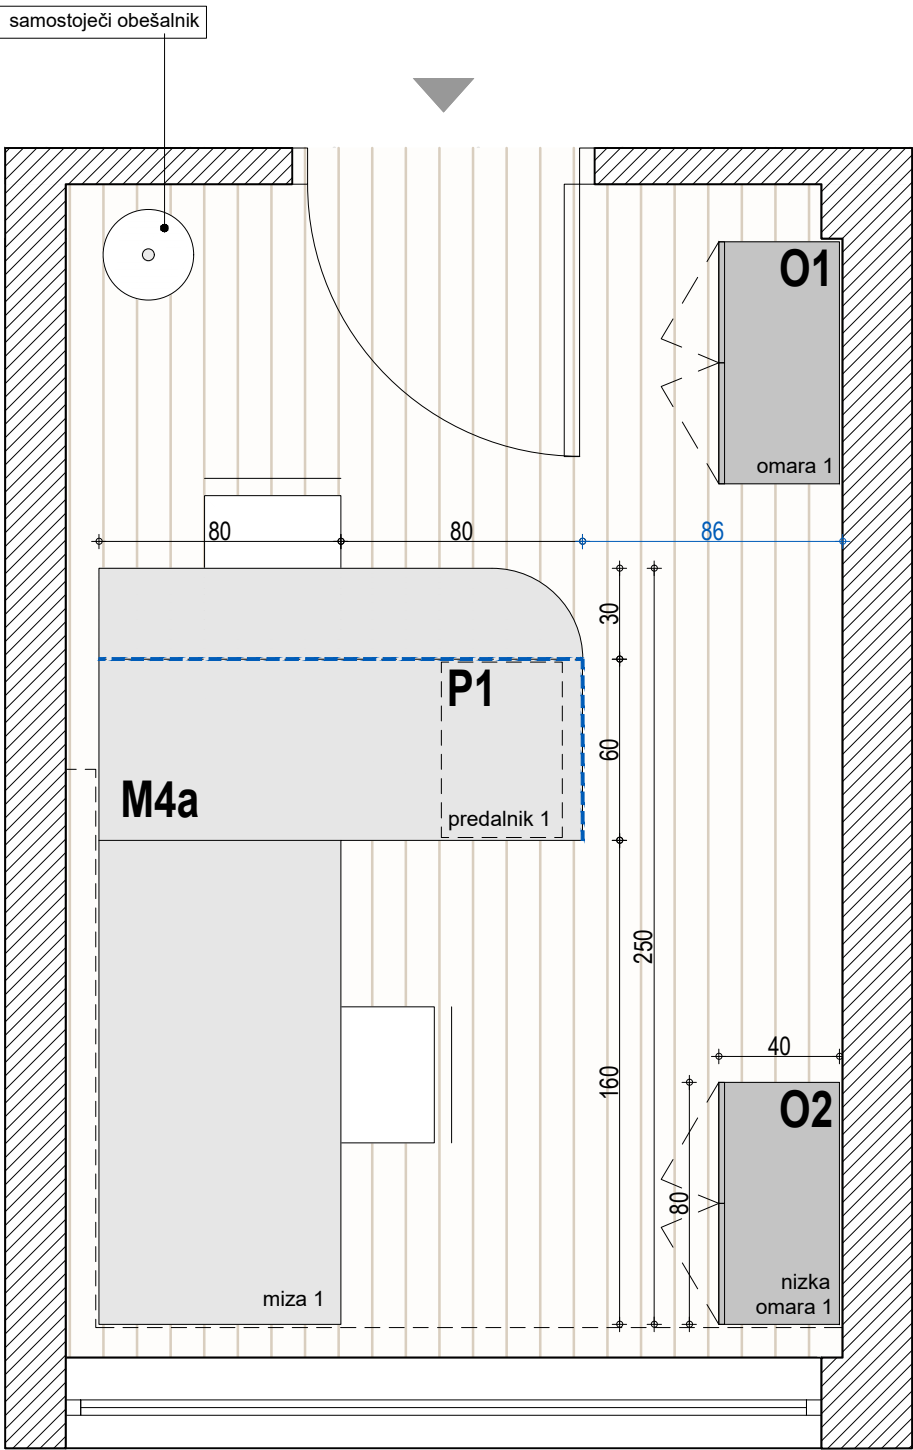 samostoječi obešalnik
O1
omara 1
80
80
86
30
P1
60
M4a
predalnik 1
250
40
160
O2
80
nizka
omara 1
miza 1